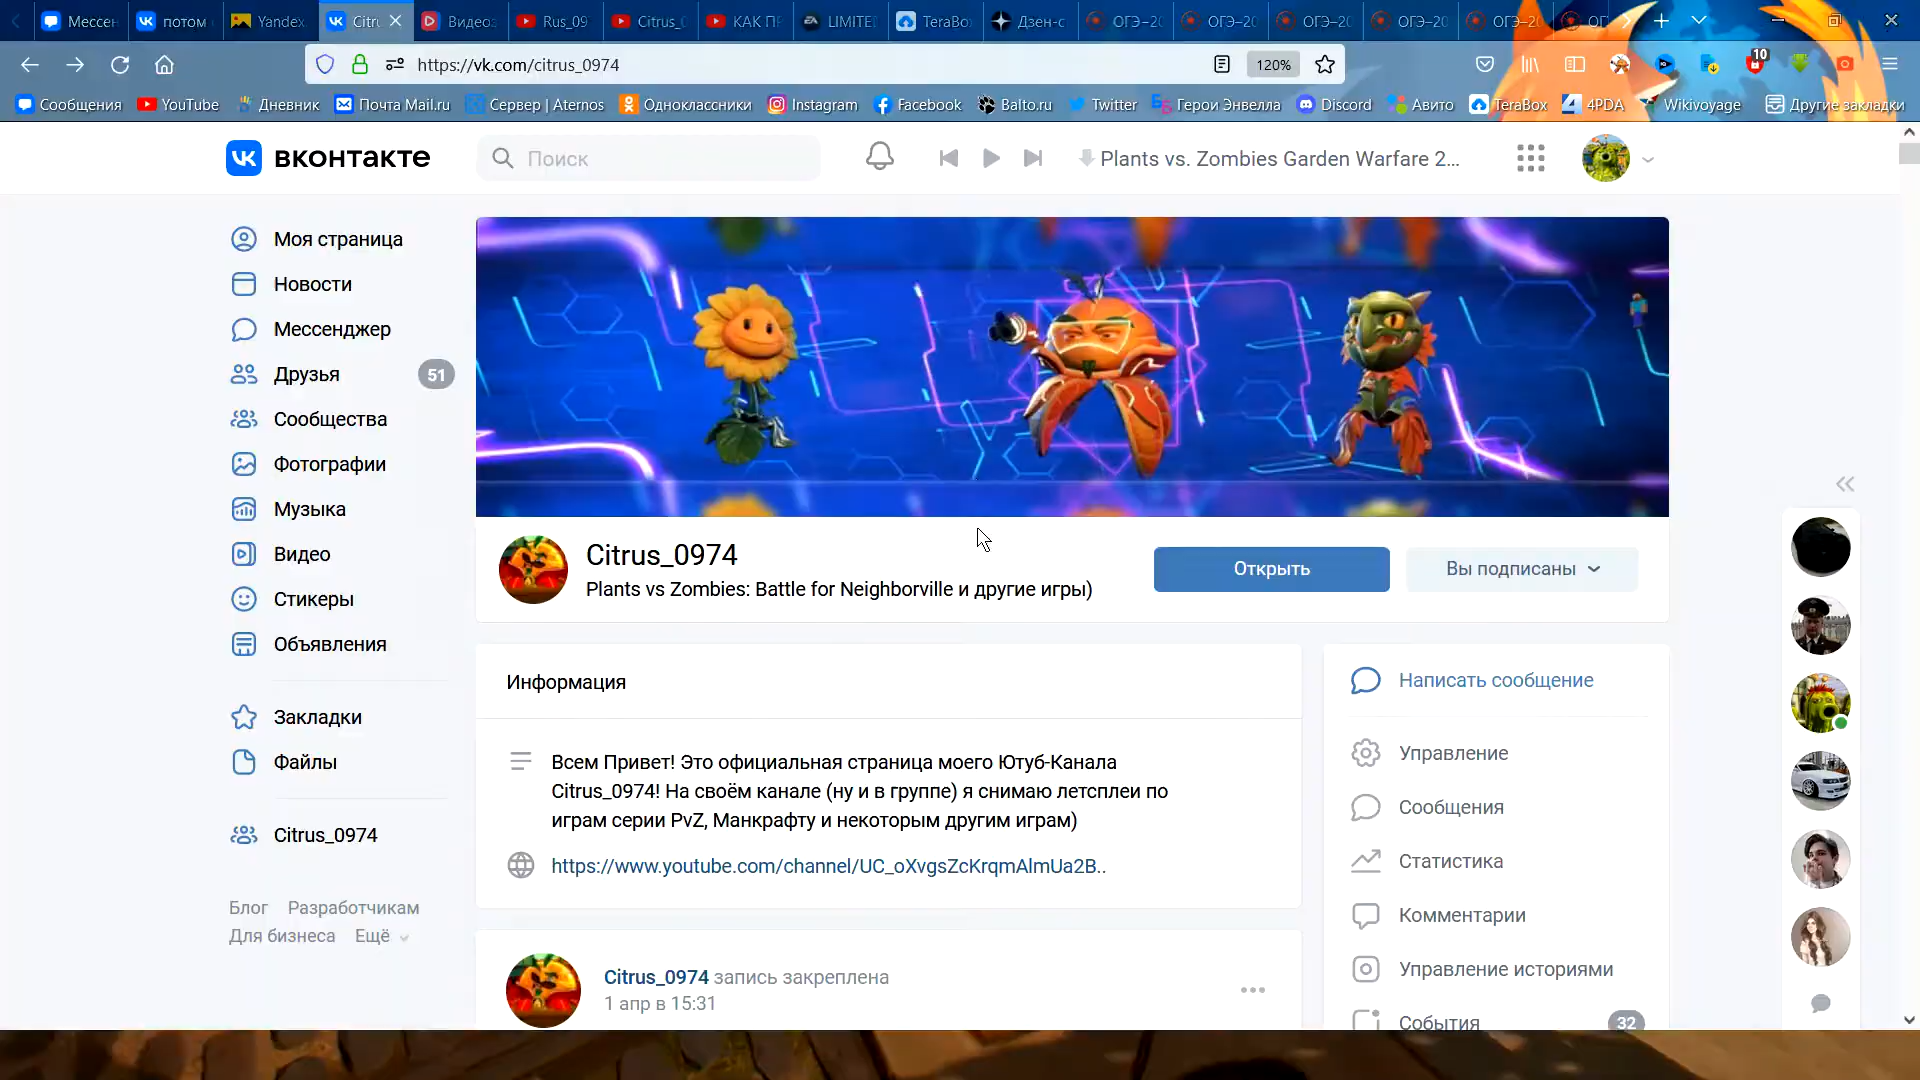 Мессен
потом
Yandex
Citru
Видеоз
Rus_09
Citrus_0
КАК ПР
LIMITED
TeraBo
Дзен-с
ОГЭ–20
ОГЭ–20
ОГЭ–20
ОГЭ–20
ОГЭ–20
ОГ
https://vk.com/citrus_0974
120%
10
Сообщения
YouTube
Дневник
Почта Mail.ru
Сервер | Aternos
Одноклассники
Instagram
Facebook
Balto.ru
Twitter
Герои Энвелла
Discord
Авито
TeraBox
4PDA
Wikivoyage
Другие закладки
вконтакте
Поиск
Plants vs. Zombies Garden Warfare 2...
Моя страница
Новости
Мессенджер
Друзья
51
Сообщества
Фотографии
Музыка
Видео
Стикеры
Объявления
Закладки
Файлы
Citrus_0974
Блог Разработчикам
Для бизнеса Ещё
Citrus_0974
Plants vs Zombies: Battle for Neighborville и другие игры)
Открыть
Вы подписаны
Информация
Всем Привет! Это официальная страница моего Ютуб-Канала
Citrus_0974! На своём канале (ну и в группе) я снимаю летсплеи по
играм серии PvZ, Манкрафту и некоторым другим играм)
https://www.youtube.com/channel/UC_oXvgsZcKrqmAlmUa2B..
Citrus_0974 запись закреплена
1 апр в 15:31
Написать сообщение
Управление
Сообщения
Статистика
Комментарии
Управление историями
События
32